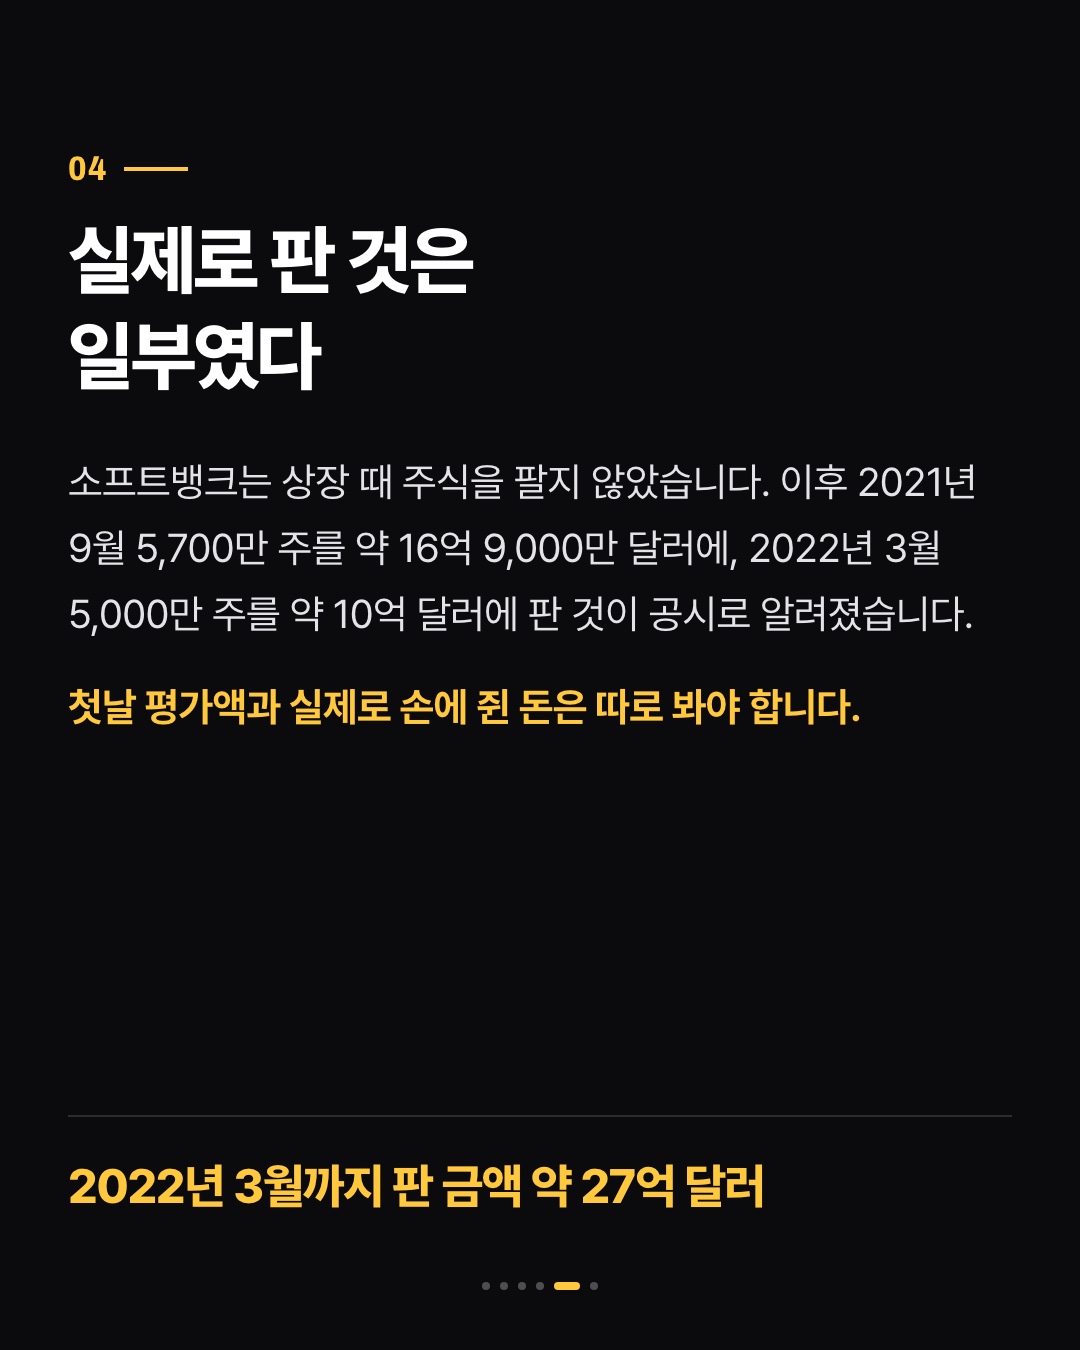 04
실제로 판 것은
일부였다
소프트뱅크는 상장 때 주식을 팔지 않았습니다. 이후 2021년
9월 5,700만 주를 약 16억 9,000만 달러에, 2022년 3월
5,000만 주를 약 10억 달러에 판 것이 공시로 알려졌습니다.
첫날 평가액과 실제로 손에 쥔 돈은 따로 봐야 합니다.
2022년 3월까지 판 금액 약 27억 달러